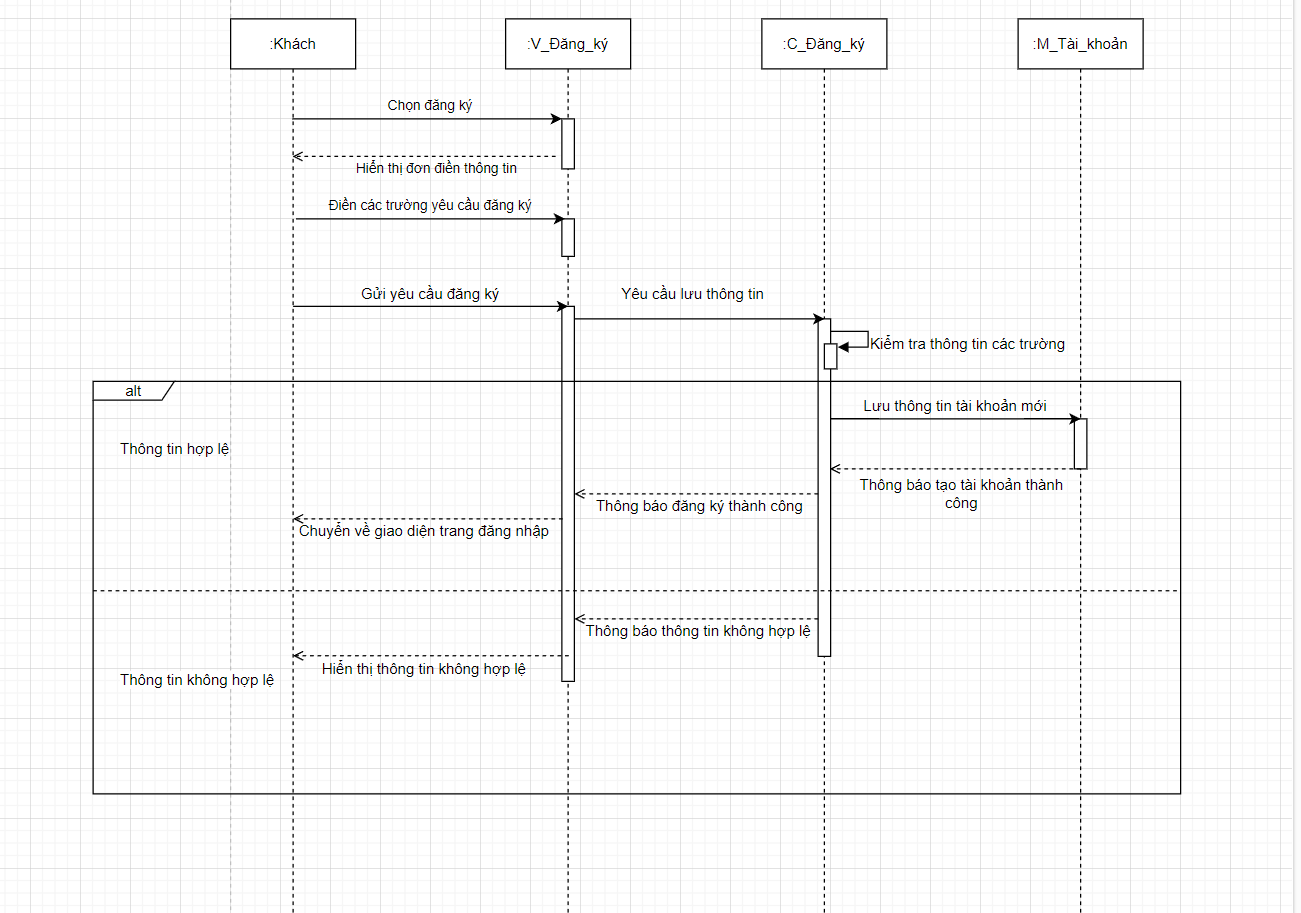 :Khách
:V_Đăng_ký
:C_Đăng_ký
:M_Tài_khoản
Chọn đăng ký
Hiển thị đơn điền thông tin
Điền các trường yêu cầu đăng ký
Gửi yêu cầu đăng ký
Yêu cầu lưu thông tin
Kiểm tra thông tin các trường
alt
Lưu thông tin tài khoản mới
Thông tin hợp lệ
Thông báo tạo tài khoản thành
công
Thông báo đăng ký thành công
Chuyển về giao diện trang đăng nhập
Thông báo thông tin không hợp lệ
Hiển thị thông tin không hợp lệ
Thông tin không hợp lệ